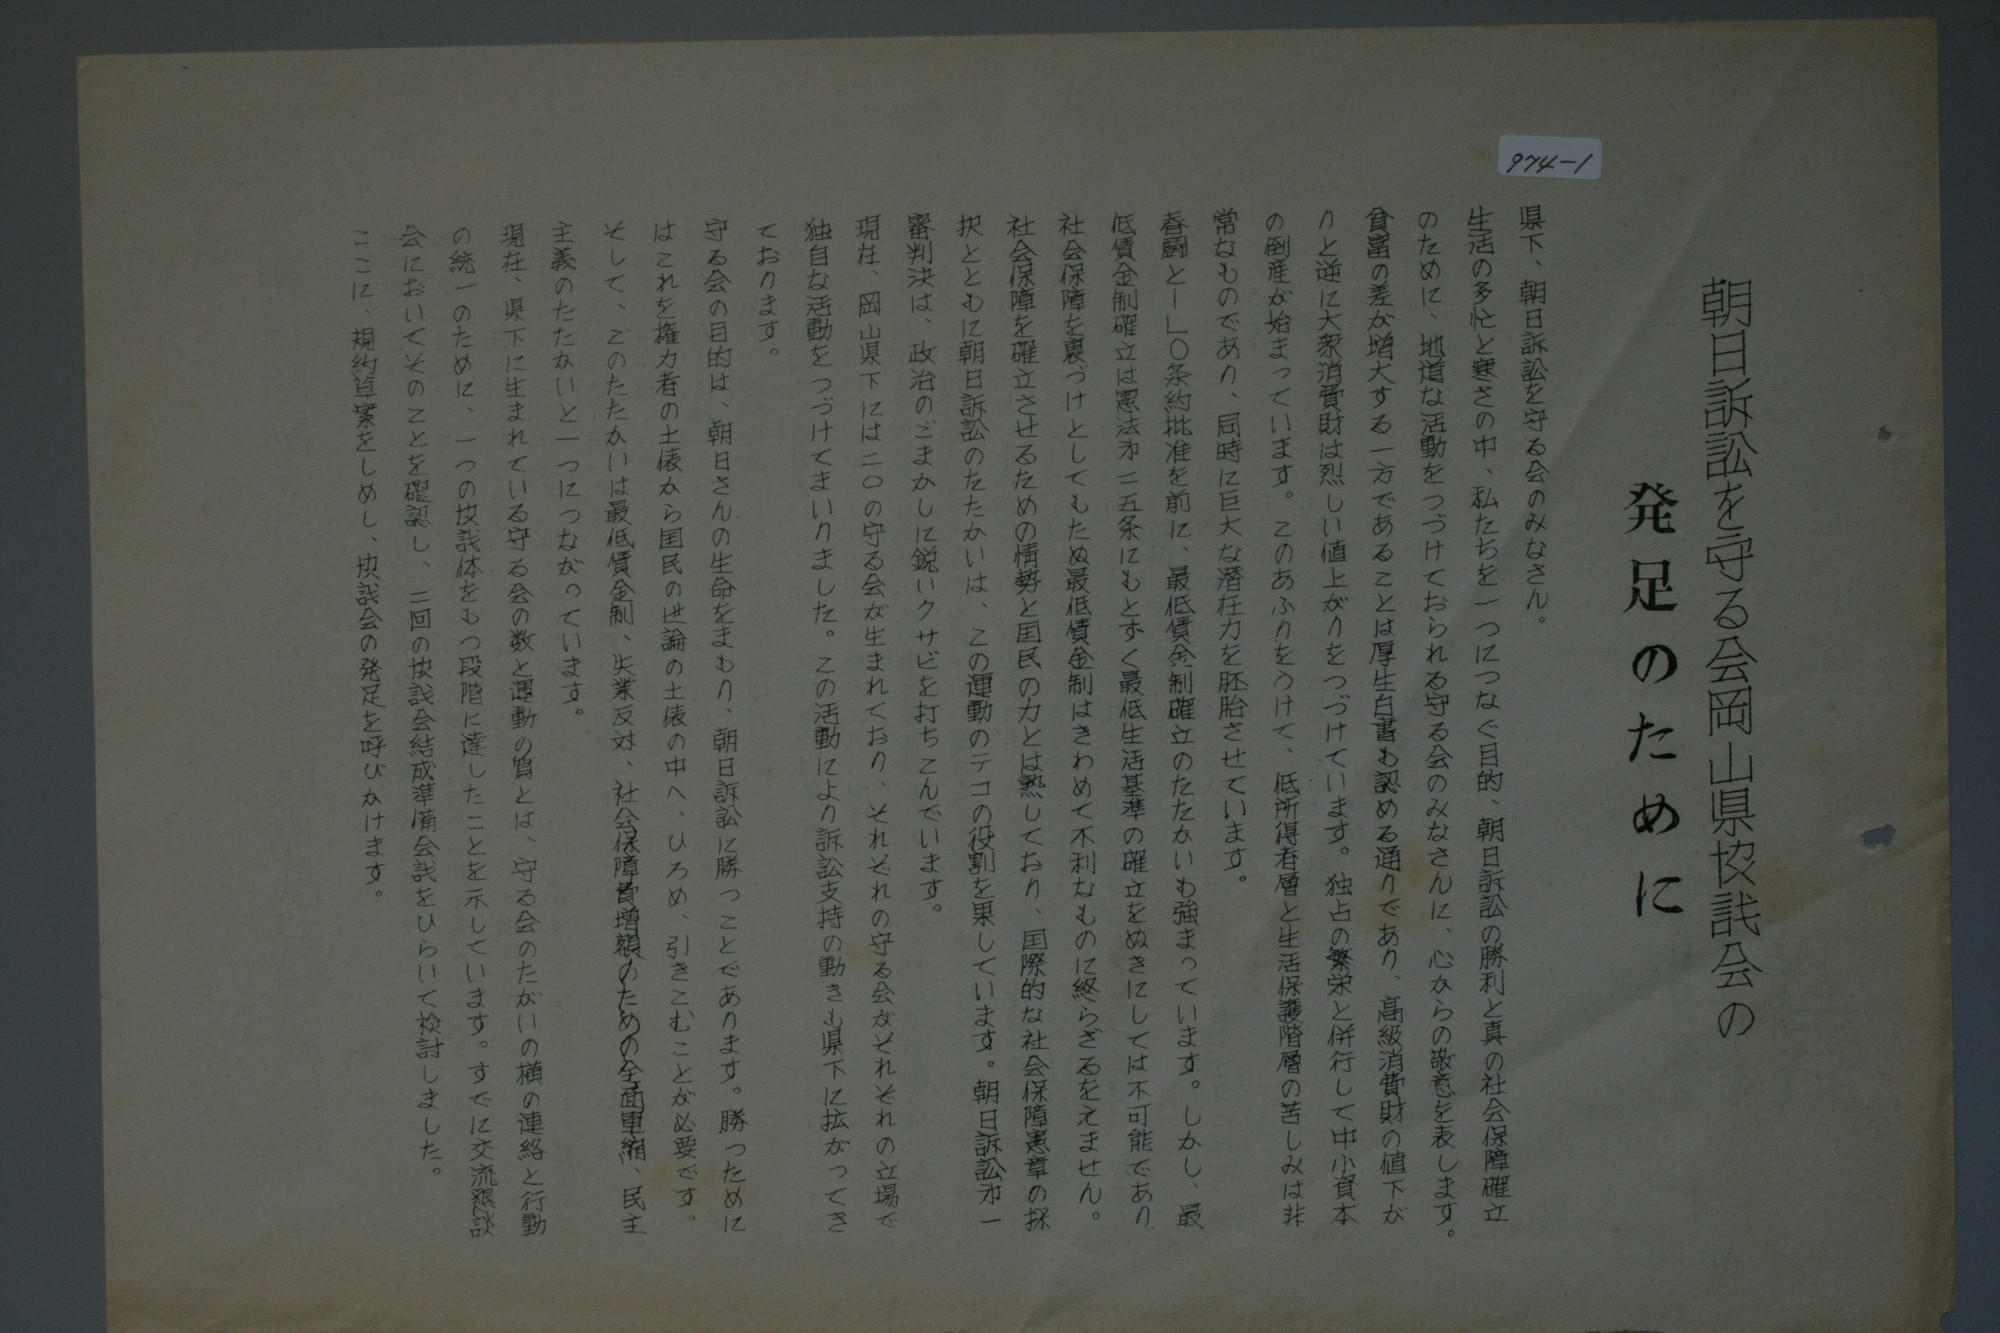 974-1
朝日訴訟を守る会岡山県協議会の
発足のために
県下、朝日訴訟を守る会のみなさん。
生活の多忙と寒さの中、私たちを一つにつなぐ目的、朝日訴訟の勝利と真の社会保障確立
のために、地道な活動をつづけておられる守る会のみなさんに、心からの敬意を表します。
貧富の差が増大する一方であることは厚生白書も認める通りであり、高級消費財の値下が
りと逆に大衆消費財は烈しい値上がりをつづけています。独占の繁栄と併行して中小資本
の倒産が始まっています。このあふりをうけて、低所得者層と生活保護階層の苦しみは非
常なものであり、同時に巨大な潜在力を胚胎させています。
春闘とILO条約批准を前に、最低賃金制確立のたたかいも強まっています。しかし、最
低賃金制確立は憲法才二五条にもとずく最低生活基準の確立をぬきにしては不可能であり
社会保障を裏づけとしてもたぬ最低賃金制はきわめて不利なものに終らざるをえません。
社会保障を確立させるための情勢と国民の力とは熟しており、国際的な社会保障憲章の採
択とともに朝日訴訟のたたかいは、この運動のテコの役割を果しています。朝日訴訟才一
審判決は、政治のごまかしに鋭いクサビを打ちこんでいます。
現在、岡山県下には二〇の守る会が生まれており、それぞれの守る会がそれぞれの立場で
独自な活動をつづけてまいりました。この活動により訴訟支持の動きも県下に拡がってき
ております。
守る会の目的は、朝日さんの生命をまもり、朝日訴訟に勝つことであります。勝つために
はこれを権力者の土俵から国民の世論の土俵の中へ、ひろめ、引きこむことが必要です。
そして、このたたかいは最低賃金制、失業反対、社会保障費増額のための全面軍縮、民主
主義のたたかいと一つにつながっています。
現在、県下に生まれている守る会の数と運動の質とは、守る会のたがいの横の連絡と行動
の統一のために、一つの協議体をもつ段階に達したことを示しています。すでに交流懇談
会においてそのことを確認し、二回の協議会結成準備会議をひらいて検討しました。
ここに、規約草案をしめし、協議会の発足を呼びかけます。